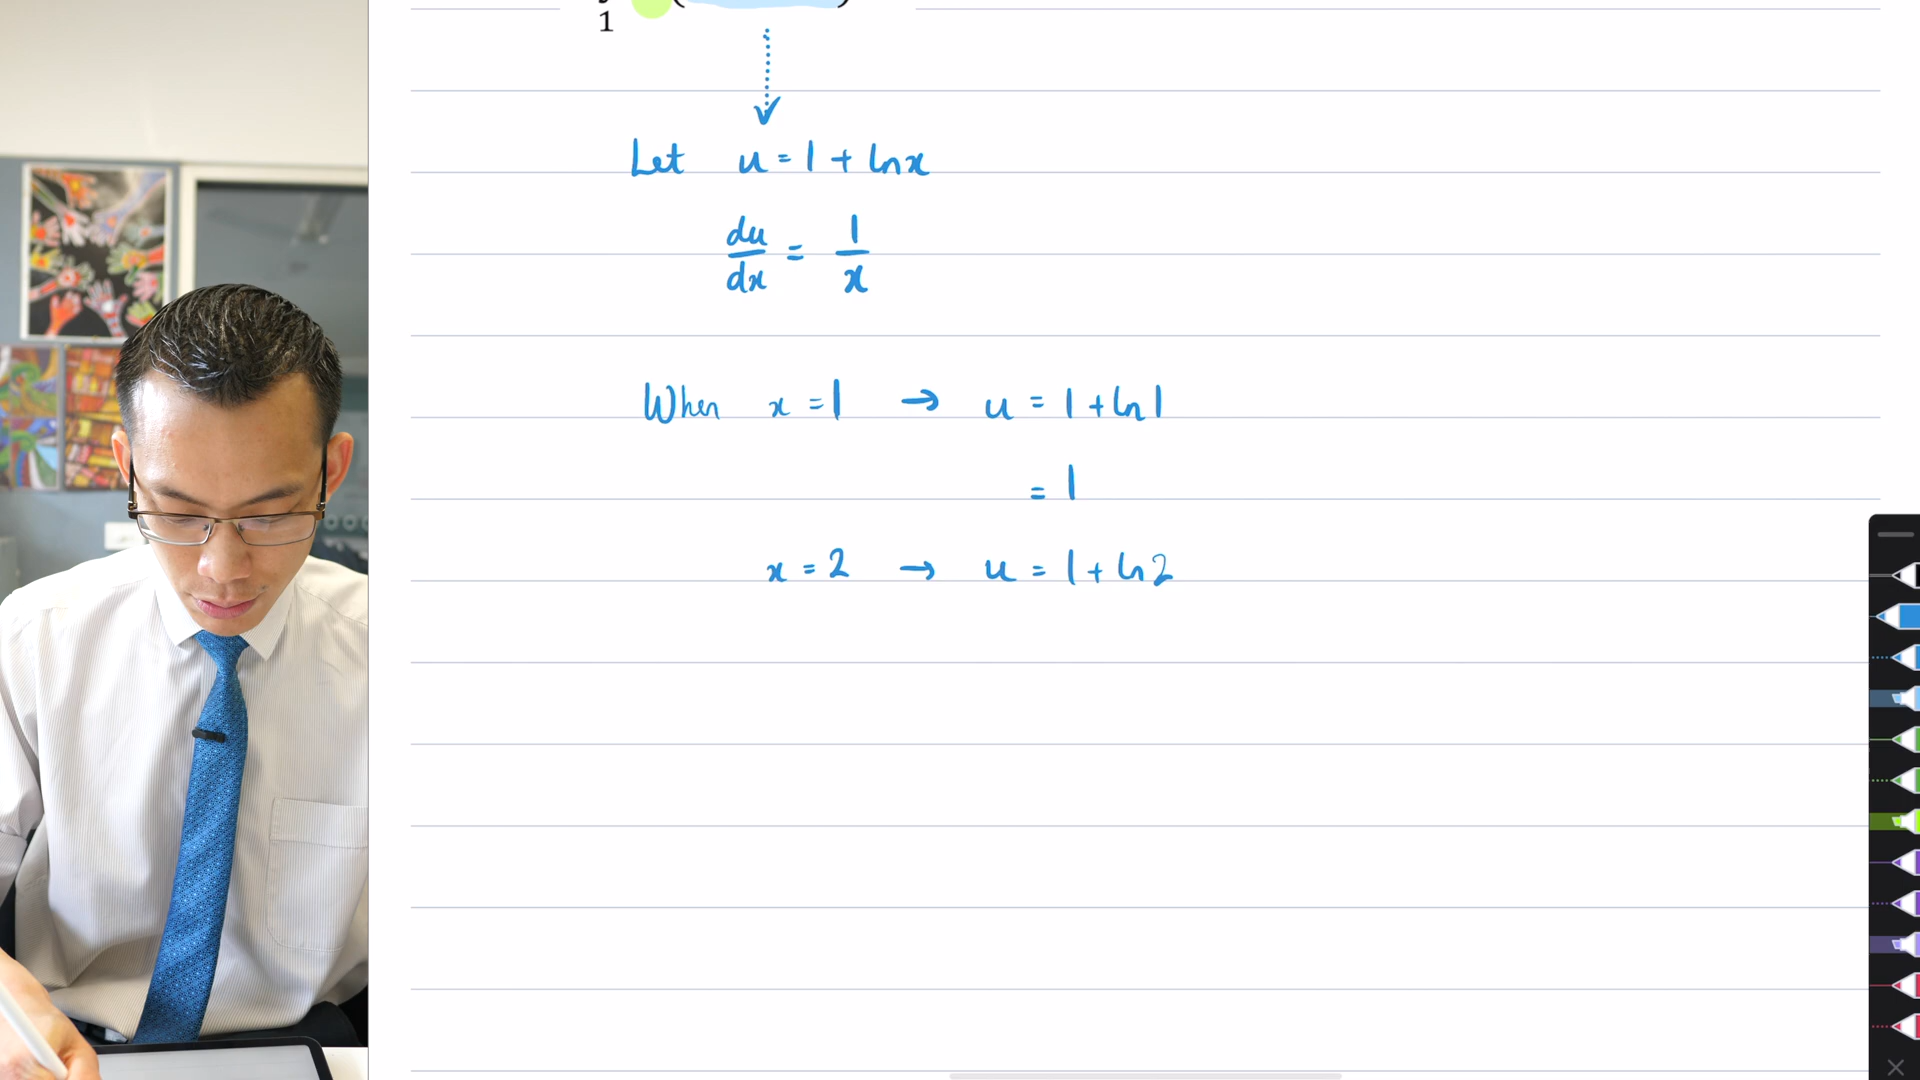 1
Let u = 1 + ln x
du/dx = 1/x
When x = 1 → u = 1 + ln 1
= 1
x = 2 → u = 1 + ln 2